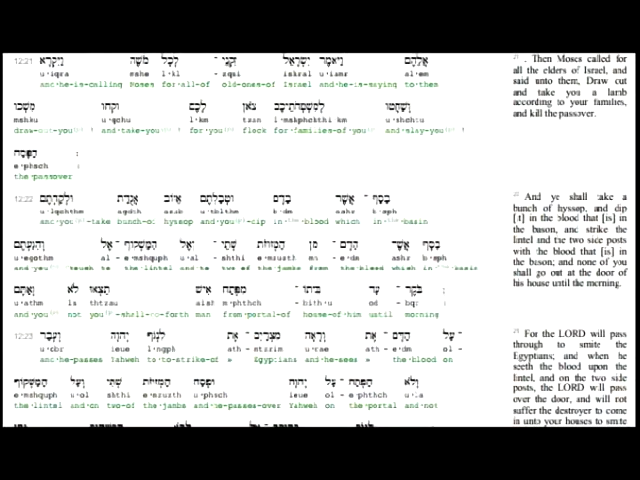 12:21 וַיִּקְרָא מֹשֶׁה לְכָל - זִקְנֵי יִשְׂרָאֵל וַיֹּאמֶר אֲלֵהֶם
u·iqra mshe l·kl - zqni ishral u·iamr al·em
and·he-is-calling Moses for·all-of old-ones-of Israel and·he-is-saying to·them
מִשְׁכוּ וּקְחוּ לָכֶם צֹאן לְמִשְׁפְּחֹתֵיכֶם וְשַׁחֲטוּ
mshku u·qchu l·km tzan l·mshphchthi·km u·shchtu
draw-out-you and·take-you for·you flock for·families-of·you and·slay-you
הַפָּסַח :
e·phsch :
the·passover
12:22 וּלְקַחְתֶּם אֲגֻדַּת אֵזוֹב וּטְבַלְתֶּם בַּדָּם אֲשֶׁר - בַּסַּף
u·lqchthm agdth azub u·tblthm b·dm ashr - b·sph
and·you-take bunch-of hyssop and·you-dip in·the·blood which in·the·basin
וְהִגַּעְתֶּם אֶל - הַמַּשְׁקוֹף וְאֶל - שְׁתֵּי הַמְּזוּזֹת מִן - הַדָּם אֲשֶׁר בַּסָּף
u·egothm al - e·mshquph u·al - shthi e·mzuzth mn - e·dm ashr b·sph
and·you-touch to the·lintel and·to two-of the·jambs from the·blood which in·the·basin
וְאַתֶּם לֹא תֵצְאוּ אִישׁ מִפֶּתַח - בֵּיתוֹ עַד - בֹּקֶר
u·athm la thtzau aish m·phthch - bith·u od - bqr
and·you not you-shall-go-forth man from·portal-of house-of·him until morning
12:23 וְעָבַר יְהוָה לִנְגֹּף אֶת - מִצְרַיִם וְרָאָה אֶת - הַדָּם עַל -
u·obr ieue l·ngph ath - mtzrim u·rae ath - e·dm ol -
and·he-passes Yahweh to·to-strike-of » Egyptians and·he-sees » the·blood on
הַמַּשְׁקוֹף וְעַל שְׁתֵּי הַמְּזוּזֹת וּפָסַח יְהוָה עַל - הַפֶּתַח וְלֹא
e·mshquph u·ol shthi e·mzuzth u·phsch ieue ol - e·phthch u·la
the·lintel and·on two-of the·jambs and·he-passes-over Yahweh on the·portal and·not
21 . Then Moses called for
all the elders of Israel, and
said unto them, Draw out
and take you a lamb
according to your families,
and kill the passover.
22 And ye shall take a
bunch of hyssop, and dip
[it] in the blood that [is] in
the bason, and strike the
lintel and the two side posts
with the blood that [is] in
the bason; and none of you
shall go out at the door of
his house until the morning.
23 For the LORD will pass
through to smite the
Egyptians; and when he
seeth the blood upon the
lintel, and on the two side
posts, the LORD will pass
over the door, and will not
suffer the destroyer to come
in unto your houses to smite